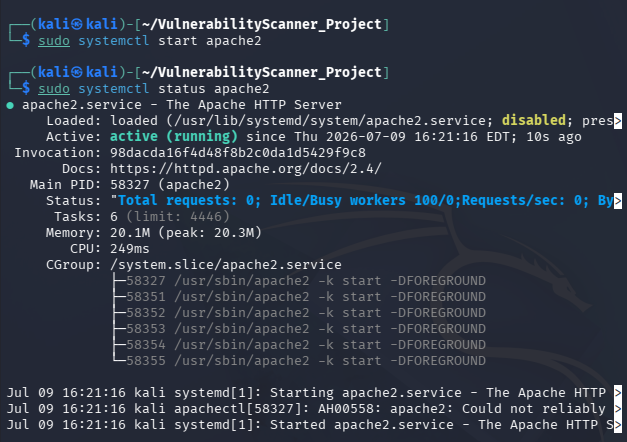 ┌──(kali㉿kali)-[~/VulnerabilityScanner_Project]
└─$ sudo systemctl start apache2
┌──(kali㉿kali)-[~/VulnerabilityScanner_Project]
└─$ sudo systemctl status apache2
● apache2.service - The Apache HTTP Server
Loaded: loaded (/usr/lib/systemd/system/apache2.service; disabled; pres>
Active: active (running) since Thu 2026-07-09 16:21:16 EDT; 10s ago
Invocation: 98dacda16f4d48f8b2c0da1d5429f9c8
Docs: https://httpd.apache.org/docs/2.4/
Main PID: 58327 (apache2)
Status: "Total requests: 0; Idle/Busy workers 100/0;Requests/sec: 0; By>
Tasks: 6 (limit: 4446)
Memory: 20.1M (peak: 20.3M)
CPU: 249ms
CGroup: /system.slice/apache2.service
├─58327 /usr/sbin/apache2 -k start -DFOREGROUND
├─58351 /usr/sbin/apache2 -k start -DFOREGROUND
├─58352 /usr/sbin/apache2 -k start -DFOREGROUND
├─58353 /usr/sbin/apache2 -k start -DFOREGROUND
├─58354 /usr/sbin/apache2 -k start -DFOREGROUND
└─58355 /usr/sbin/apache2 -k start -DFOREGROUND
Jul 09 16:21:16 kali systemd[1]: Starting apache2.service - The Apache HTTP >
Jul 09 16:21:16 kali apachectl[58327]: AH00558: apache2: Could not reliably >
Jul 09 16:21:16 kali systemd[1]: Started apache2.service - The Apache HTTP S>